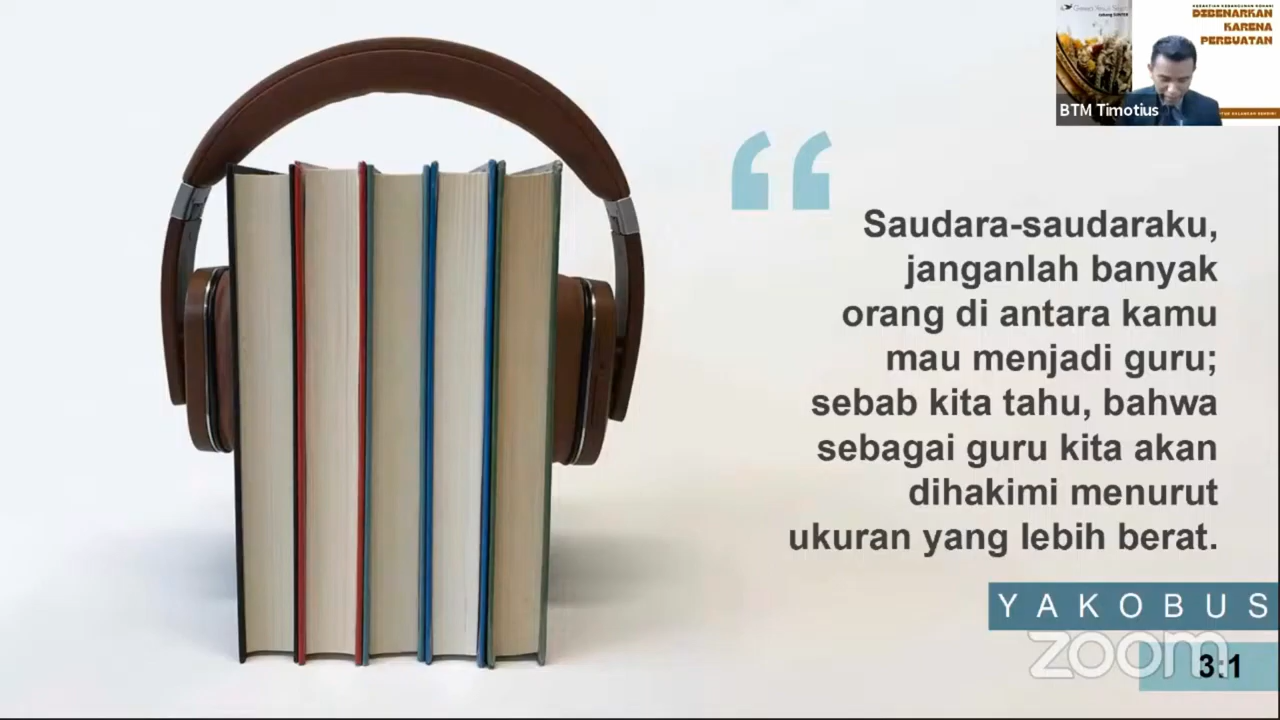 Saudara-saudaraku,
janganlah banyak
orang di antara kamu
mau menjadi guru;
sebab kita tahu, bahwa
sebagai guru kita akan
dihakimi menurut
ukuran yang lebih berat.
YAKOBUS
3:1
zoom
DIBENARKAN
KARENA
PERBUATAN
BTM Timotius